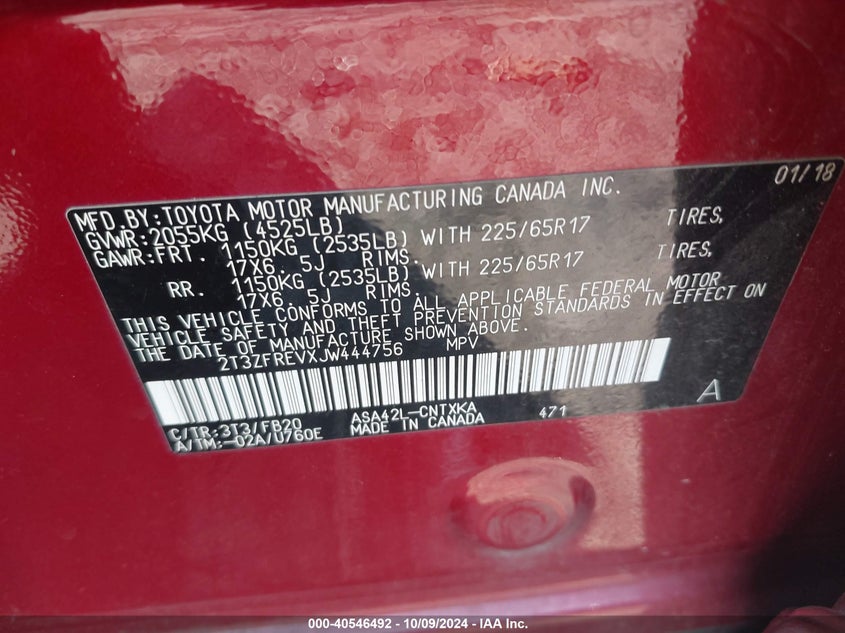 01/18
MFD.BY:TOYOTA MOTOR MANUFACTURING CANADA INC.
GVWR:2055KG (4525LB)
GAWR:FRT. 1150KG (2535LB) WITH 225/65R17 TIRES,
17X6. 5J RIMS.
RR. 1150KG (2535LB) WITH 225/65R17 TIRES,
17X6. 5J RIMS.
THIS VEHICLE CONFORMS TO ALL APPLICABLE FEDERAL MOTOR
VEHICLE SAFETY AND THEFT PREVENTION STANDARDS IN EFFECT ON
THE DATE OF MANUFACTURE SHOWN ABOVE.
2T3ZFREVXJW444756 MPV
A
C/TR:3T3/FB20 ASA42L-CNTXKA 471
A/TM:-02A/U760E MADE IN CANADA
000-40546492 - 10/09/2024 - IAA Inc.